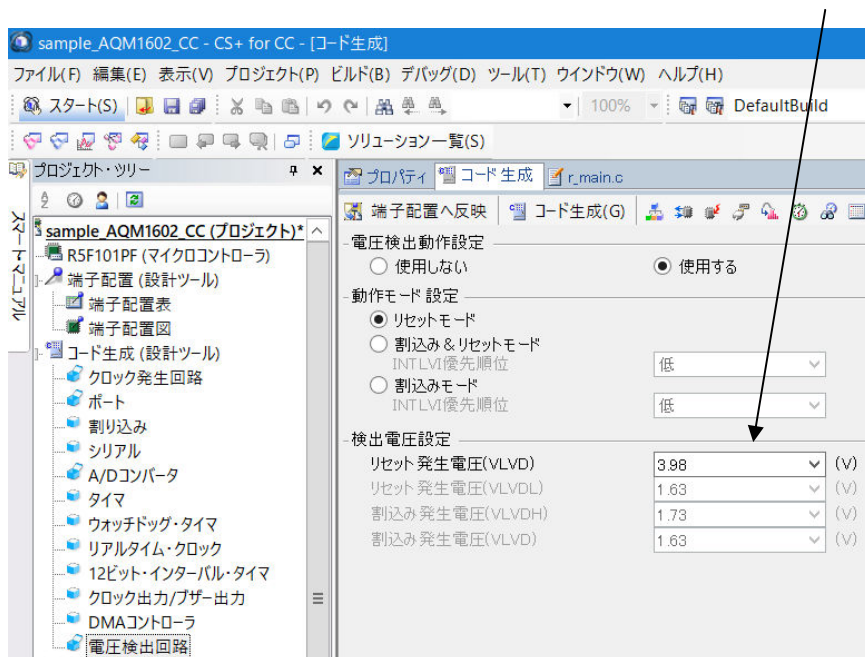 sample_AQM1602_CC - CS+ for CC - [コード生成]
ファイル(F) 編集(E) 表示(V) プロジェクト(P) ビルド(B) デバッグ(D) ツール(T) ウインドウ(W) ヘルプ(H)
スタート(S) 100% DefaultBuild
ソリューション一覧(S)
スマート・マニュアル
プロジェクト・ツリー
sample_AQM1602_CC (プロジェクト)*
R5F101PF (マイクロコントローラ)
端子配置 (設計ツール)
端子配置表
端子配置図
コード生成 (設計ツール)
クロック発生回路
ポート
割り込み
シリアル
A/Dコンバータ
タイマ
ウォッチドッグ・タイマ
リアルタイム・クロック
12ビット・インターバル・タイマ
クロック出力/ブザー出力
DMAコントローラ
電圧検出回路
プロパティ コード生成 r_main.c
端子配置へ反映 コード生成(G)
電圧検出動作設定
使用しない 使用する
動作モード設定
リセットモード
割込み&リセットモード
INTLVI優先順位 低
割込みモード
INTLVI優先順位 低
検出電圧設定
リセット発生電圧(VLVD) 3.98 (V)
リセット発生電圧(VLVDL) 1.63 (V)
割込み発生電圧(VLVDH) 1.73 (V)
割込み発生電圧(VLVD) 1.63 (V)